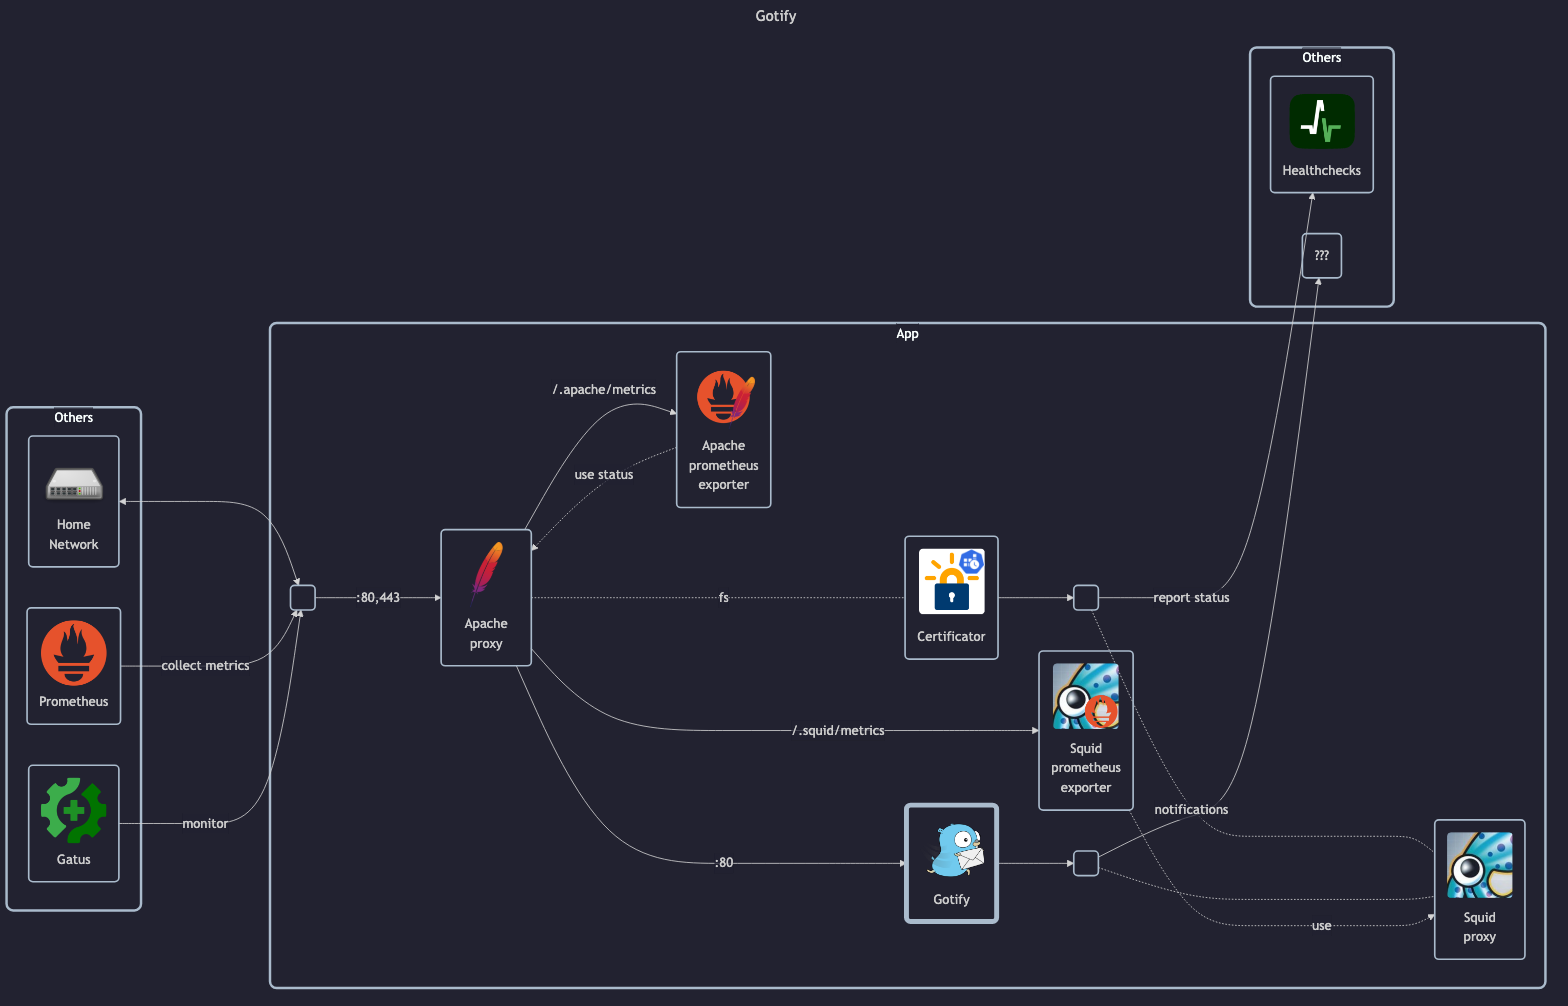 Gotify
Others
Healthchecks
???
App
/.apache/metrics
Apache
prometheus
exporter
use status
Others
Home
Network
Prometheus
Gatus
collect metrics
monitor
:80,443
Apache
proxy
fs
Certificator
report status
/.squid/metrics
Squid
prometheus
exporter
:80
Gotify
notifications
use
Squid
proxy